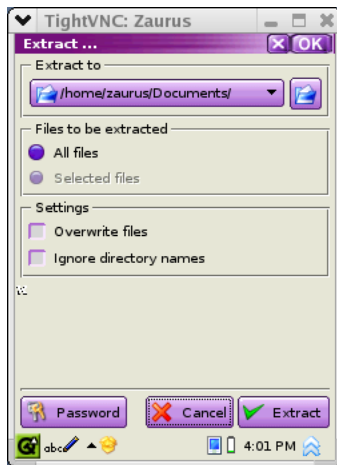 TightVNC: Zaurus
Extract ...
OK
Extract to
/home/zaurus/Documents/
Files to be extracted
All files
Selected files
Settings
Overwrite files
Ignore directory names
Password
Cancel
Extract
abc
4:01 PM